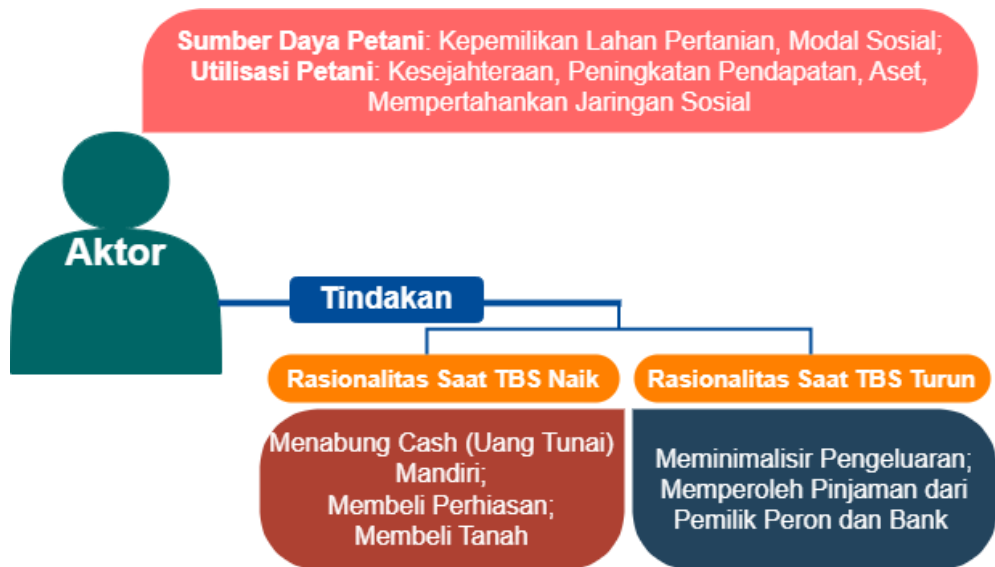 Sumber Daya Petani: Kepemilikan Lahan Pertanian, Modal Sosial;
Utilisasi Petani: Kesejahteraan, Peningkatan Pendapatan, Aset,
Mempertahankan Jaringan Sosial
Aktor
Tindakan
Rasionalitas Saat TBS Naik
Menabung Cash (Uang Tunai)
Mandiri;
Membeli Perhiasan;
Membeli Tanah
Rasionalitas Saat TBS Turun
Meminimalisir Pengeluaran;
Memperoleh Pinjaman dari
Pemilik Peron dan Bank